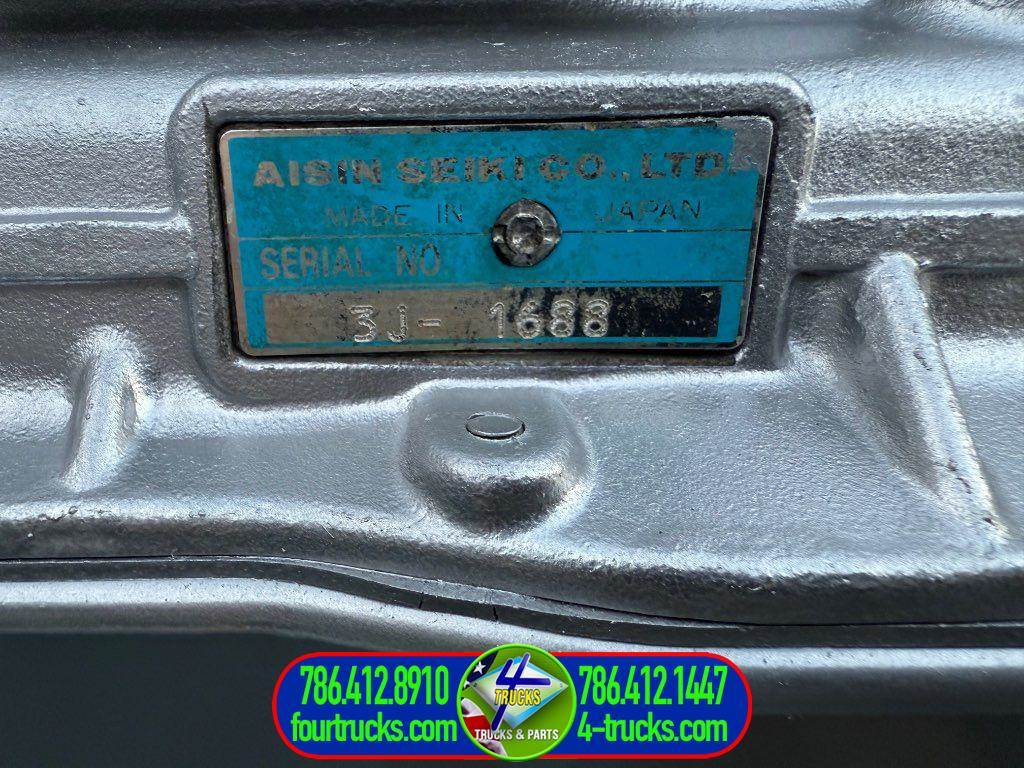 AISIN SEIKI CO., LTD.
MADE IN JAPAN
SERIAL NO
1688
786.412.8910
fourtrucks.com
4
TRUCKS
TRUCKS & PARTS
786.412.1447
4-trucks.com